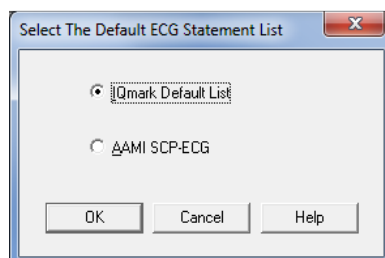 Select The Default ECG Statement List
IQmark Default List
AAMI SCP-ECG
OK Cancel Help